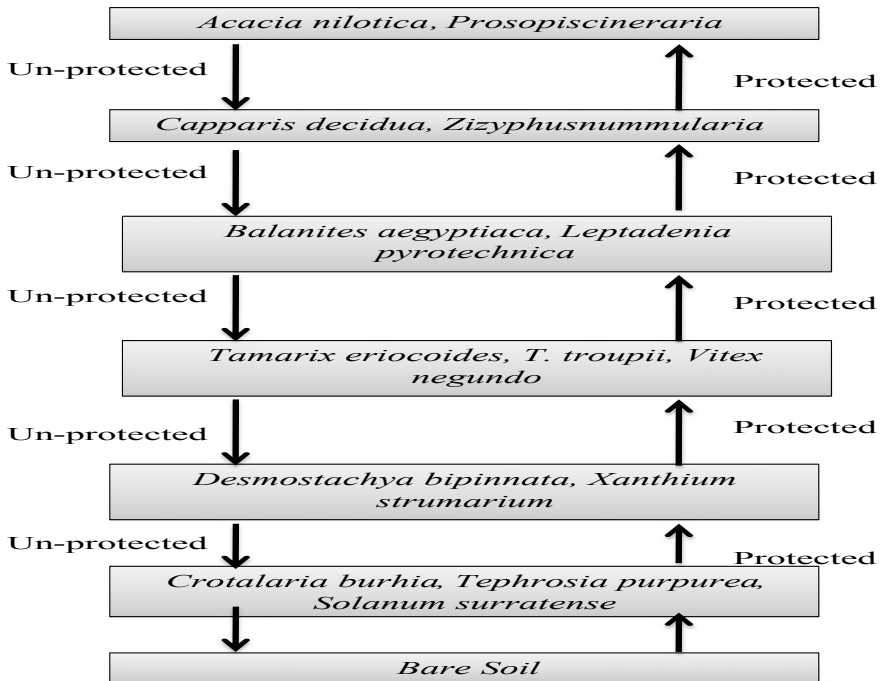 Acacia nilotica, Prosopiscineraria
Un-protected
Protected
Capparis decidua, Zizyphusnummularia
Un-protected
Protected
Balanites aegyptiaca, Leptadenia
pyrotechnica
Un-protected
Protected
Tamarix eriocoides, T. troupii, Vitex
negundo
Un-protected
Protected
Desmostachya bipinnata, Xanthium
strumarium
Un-protected
Protected
Crotalaria burhia, Tephrosia purpurea,
Solanum surratense
Bare Soil